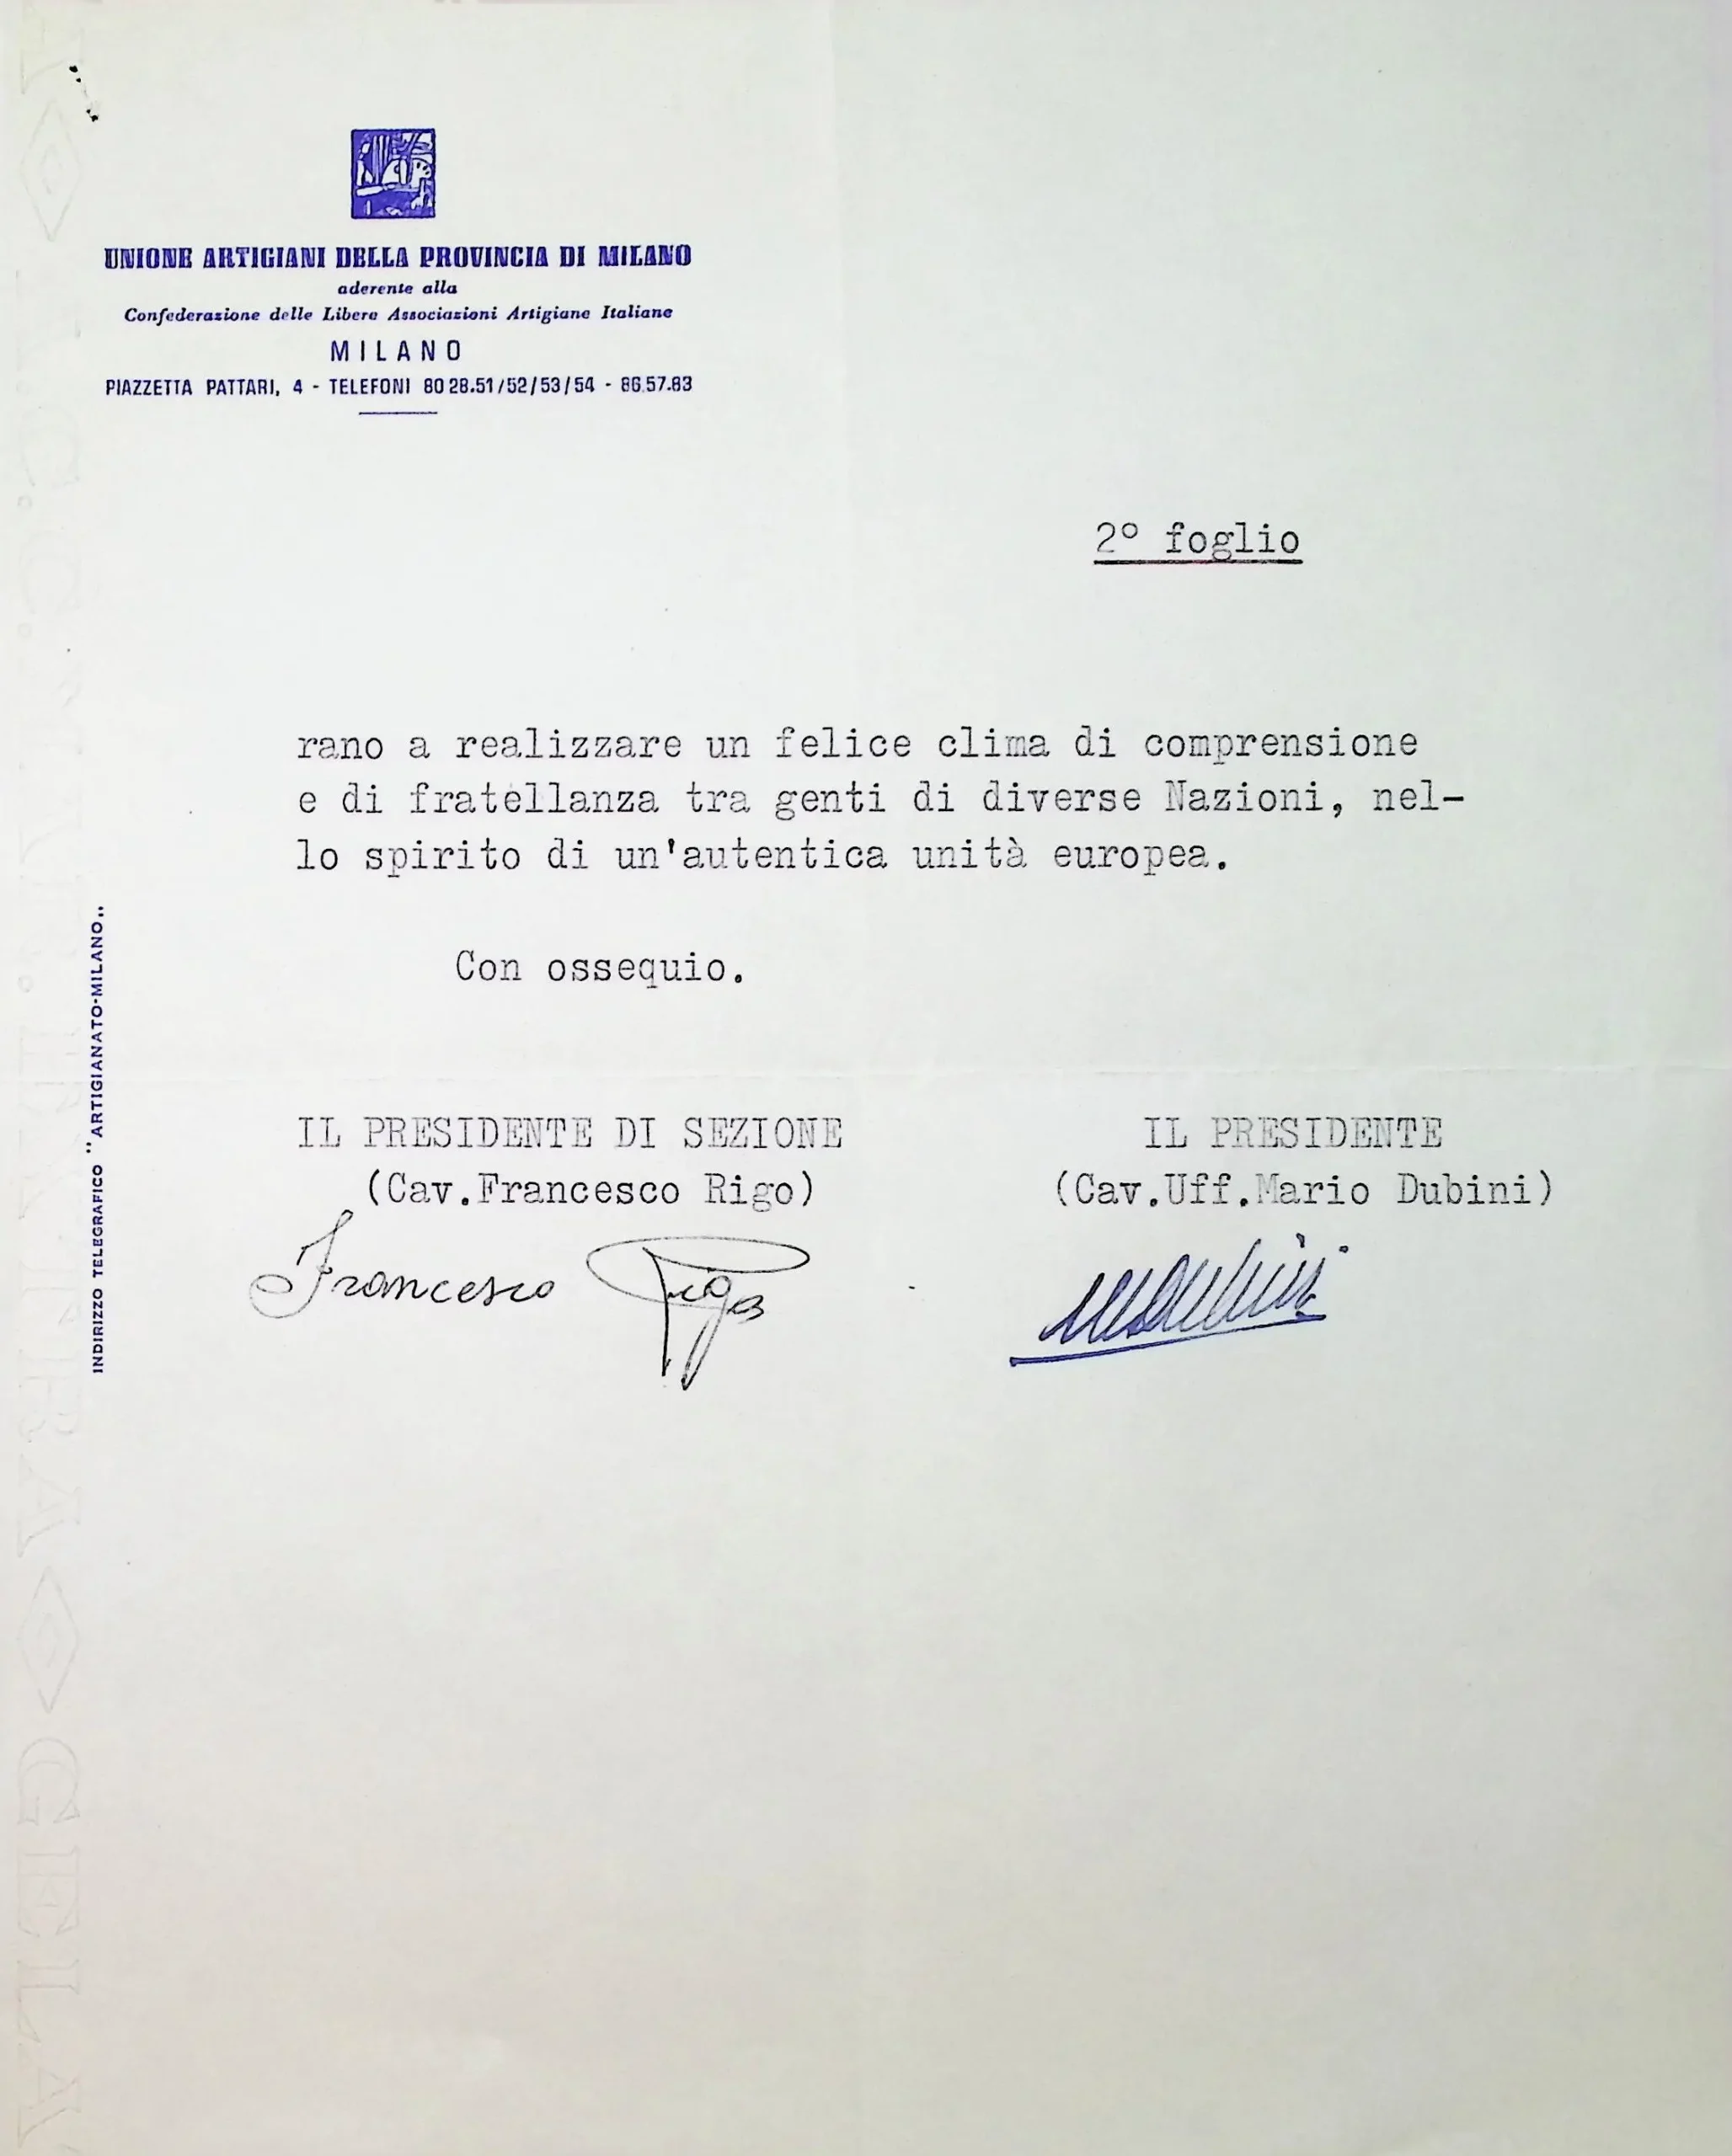 UNIONE ARTIGIANI DELLA PROVINCIA DI MILANO
aderente alla
Confederazione delle Libere Associazioni Artigiane Italiane
MILANO
PIAZZETTA PATTARI, 4 - TELEFONI 80 28.51/52/53/54 - 86.57.83
2° foglio
rano a realizzare un felice clima di comprensione
e di fratellanza tra genti di diverse Nazioni, nel-
lo spirito di un'autentica unità europea.
Con ossequio.
IL PRESIDENTE DI SEZIONE
(Cav.Francesco Rigo)
Francesco Rigo
IL PRESIDENTE
(Cav.Uff.Mario Dubini)
INDIRIZZO TELEGRAFICO "ARTIGIANATO-MILANO„